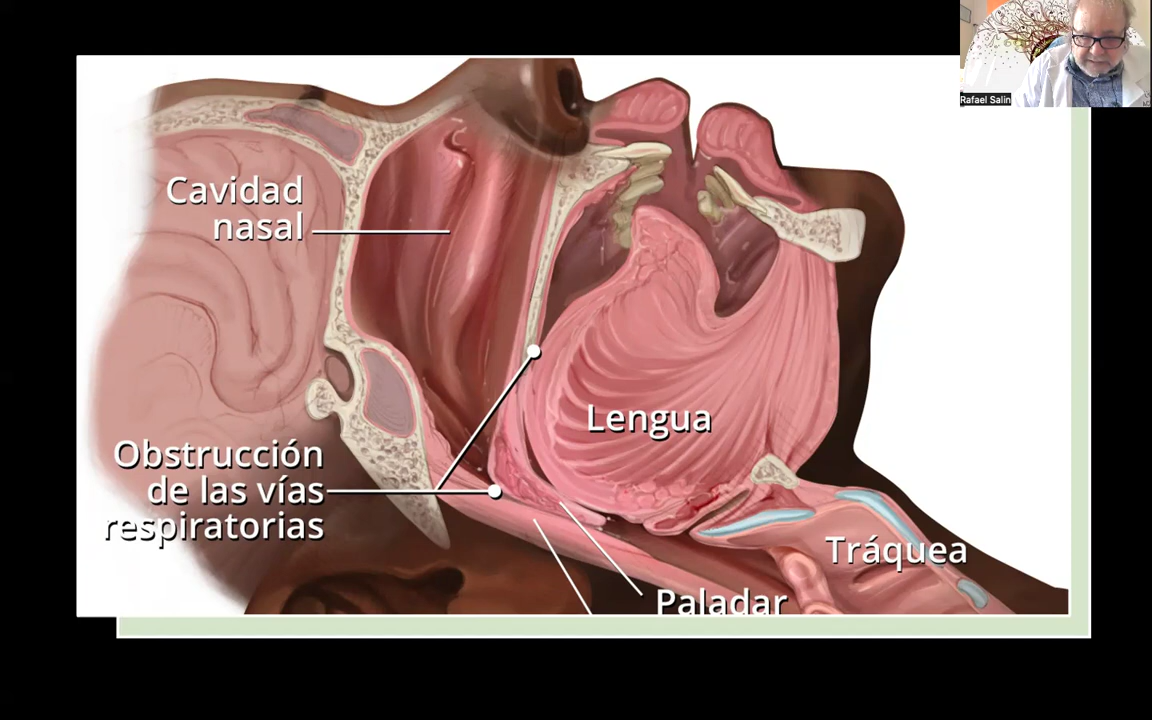 Rafael Salin
Cavidad
nasal
Lengua
Obstrucción
de las vías
respiratorias
Tráquea
Paladar